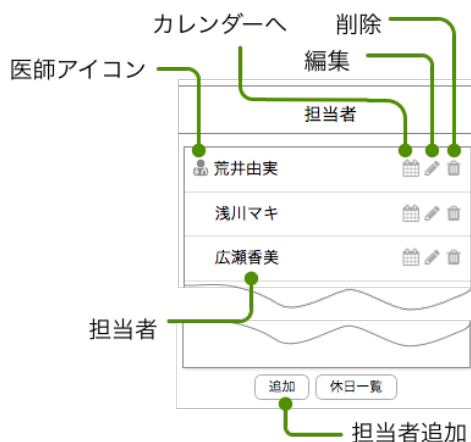 カレンダーへ
削除
医師アイコン
編集
担当者
荒井由実
浅川マキ
広瀬香美
担当者
追加
休日一覧
担当者追加